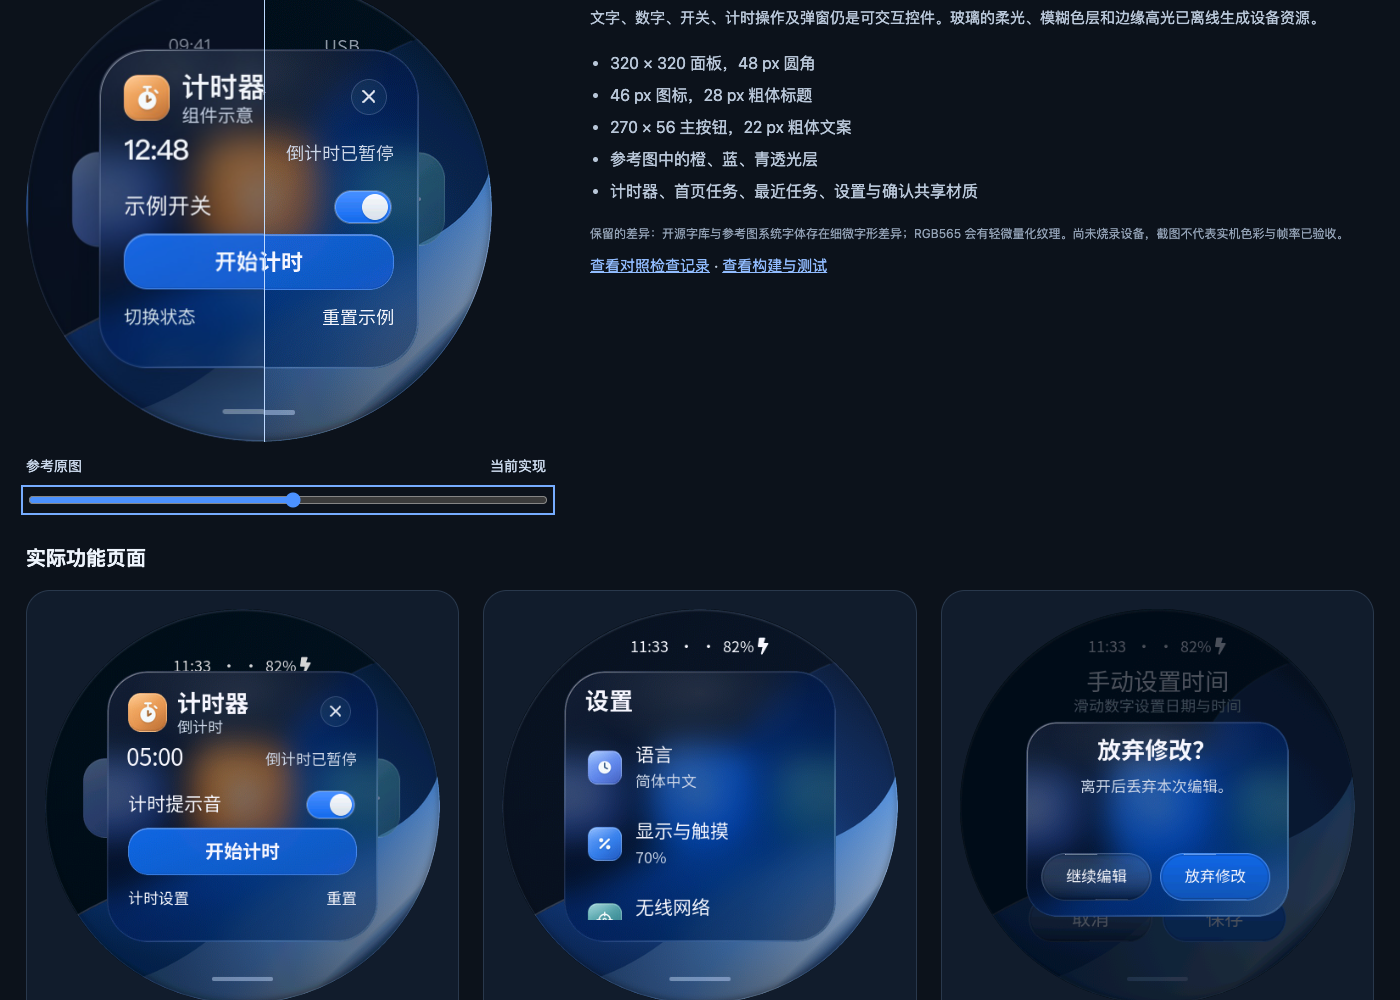 文字、数字、开关、计时操作及弹窗仍是可交互控件。玻璃的柔光、模糊色层和边缘高光已离线生成设备资源。
• 320 × 320 面板，48 px 圆角
• 46 px 图标，28 px 粗体标题
• 270 × 56 主按钮，22 px 粗体文案
• 参考图中的橙、蓝、青透光层
• 计时器、首页任务、最近任务、设置与确认共享材质
保留的差异：开源字库与参考图系统字体存在细微字形差异；RGB565 会有轻微量化纹理。尚未烧录设备，截图不代表实机色彩与帧率已验收。
查看对照检查记录 · 查看构建与测试
09:41 USB
计时器
组件示意
12:48 倒计时已暂停
示例开关
开始计时
切换状态 重置示例
参考原图 当前实现
实际功能页面
11:33 • • 82%
计时器
倒计时
05:00 倒计时已暂停
计时提示音
开始计时
计时设置 重置
11:33 • • 82%
设置
语言
简体中文
显示与触摸
70%
无线网络
11:33 • • 82%
手动设置时间
滑动数字设置日期与时间
放弃修改？
离开后丢弃本次编辑。
继续编辑 放弃修改
取消 保存